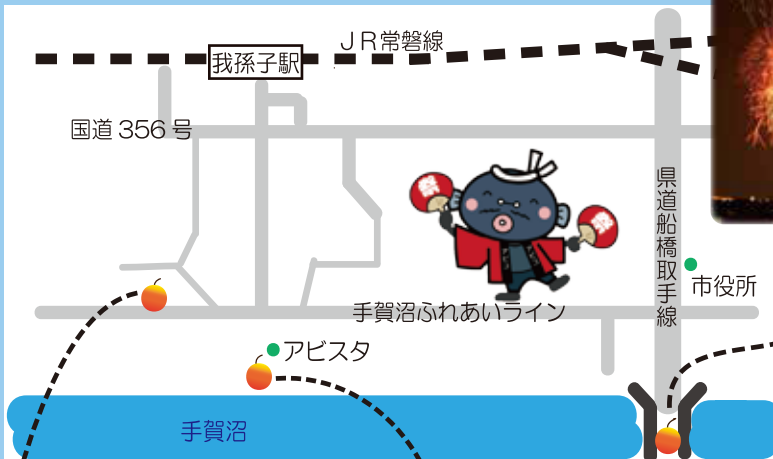 JR常磐線
我孫子駅
国道356号
祭
祭
県道船橋取手線
市役所
手賀沼ふれあいライン
アビスタ
手賀沼